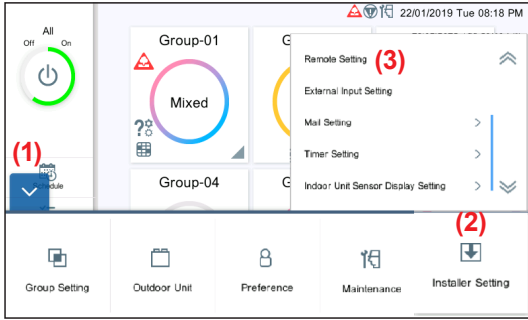 22/01/2019 Tue 08:18 PM
All
Off On
Group-01
G
Mixed
Remote Setting (3)
External Input Setting
Mail Setting
Timer Setting
Indoor Unit Sensor Display Setting
(1)
Schedule
Group-04
G
(2)
Group Setting
Outdoor Unit
Preference
Maintenance
Installer Setting